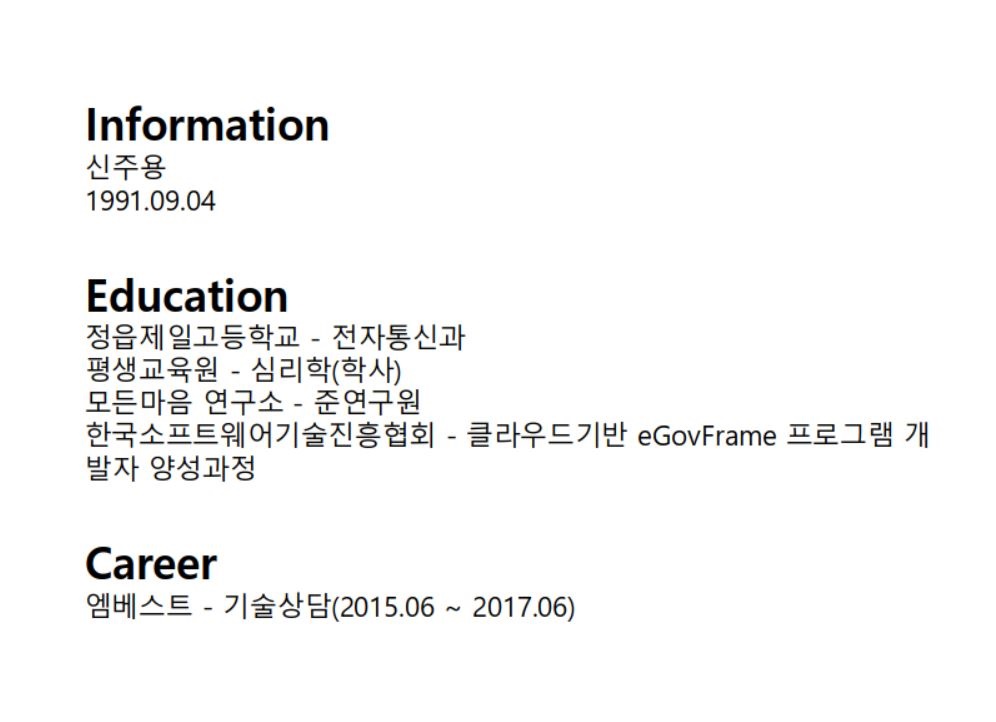 Information
신주용
1991.09.04
Education
정읍제일고등학교 - 전자통신과
평생교육원 - 심리학(학사)
모든마음 연구소 - 준연구원
한국소프트웨어기술진흥협회 - 클라우드기반 eGovFrame 프로그램 개
발자 양성과정
Career
엠베스트 - 기술상담(2015.06 ~ 2017.06)